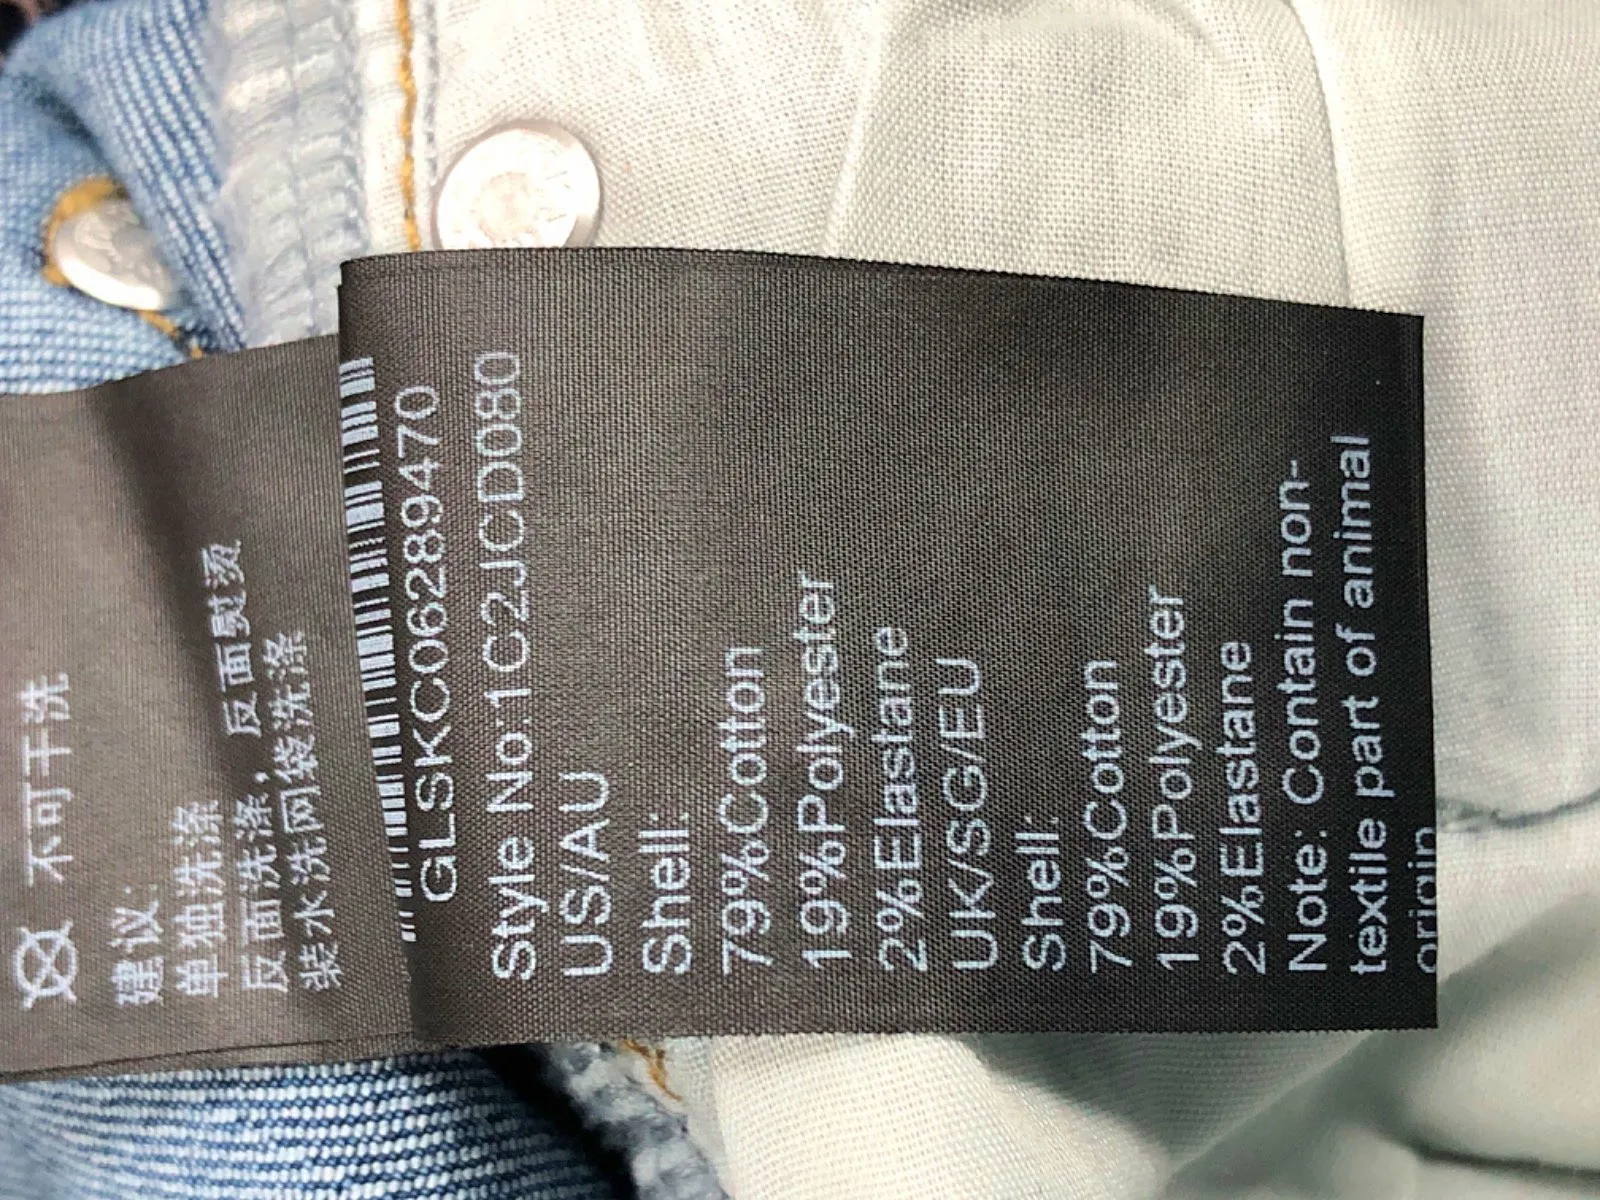 不可干洗
建议:
单独洗涤
反面洗涤，反面熨烫
装水洗网袋洗涤
GLSKC06289470
Style No:1C2JCD080
US/AU
Shell:
79%Cotton
19%Polyester
2%Elastane
UK/SG/EU
Shell:
79%Cotton
19%Polyester
2%Elastane
Note: Contain non-
textile part of animal
origin